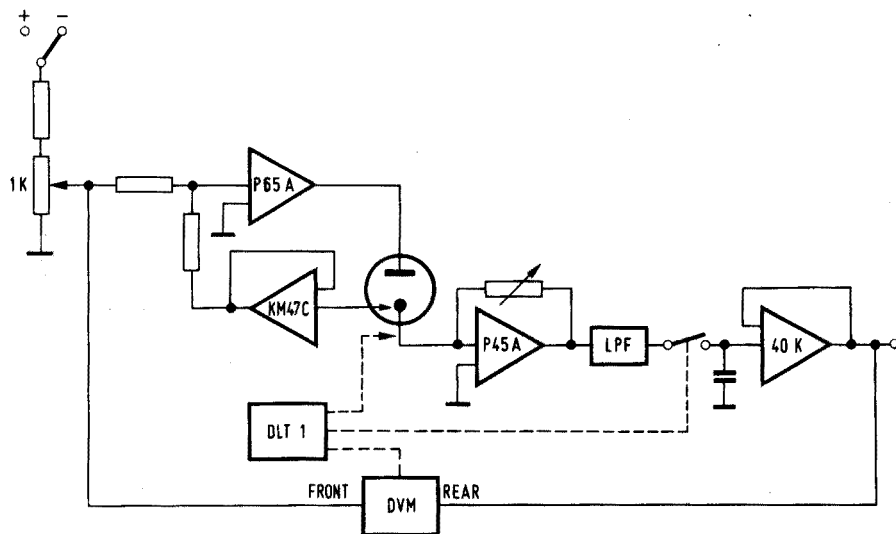 + −
1K
P65A
KM47C
P45A
LPF
40K
DLT 1
FRONT
DVM
REAR